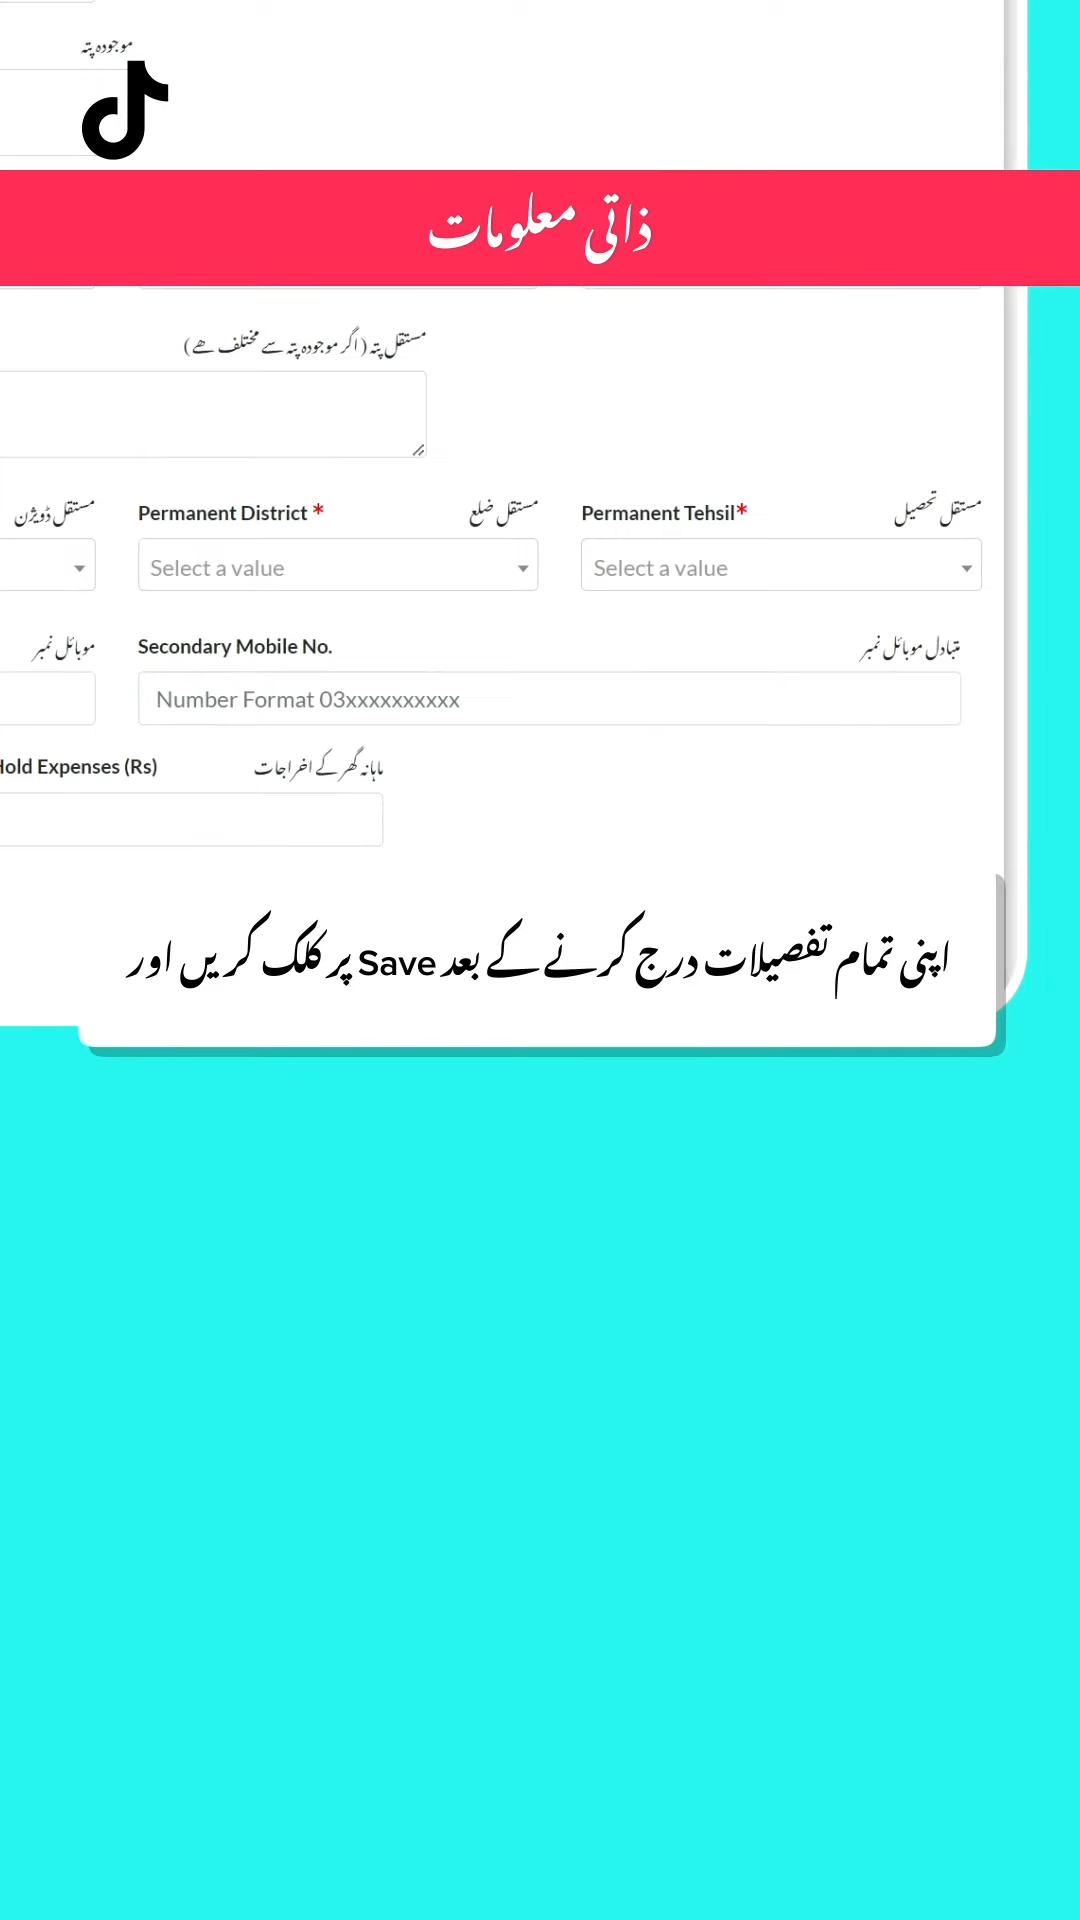 موجودہ پتہ
ذاتی معلومات
مستقل پتہ (اگر موجودہ پتہ سے مختلف ھے)
مستقل ڈویژن
Permanent District * مستقل ضلع
Permanent Tehsil* مستقل تحصیل
Select a value
Select a value
موبائل نمبر
Secondary Mobile No. متبادل موبائل نمبر
Number Format 03xxxxxxxxxx
Hold Expenses (Rs) ماہانہ گھر کے اخراجات
اپنی تمام تفصیلات درج کرنے کے بعد Save پر کلک کریں اور